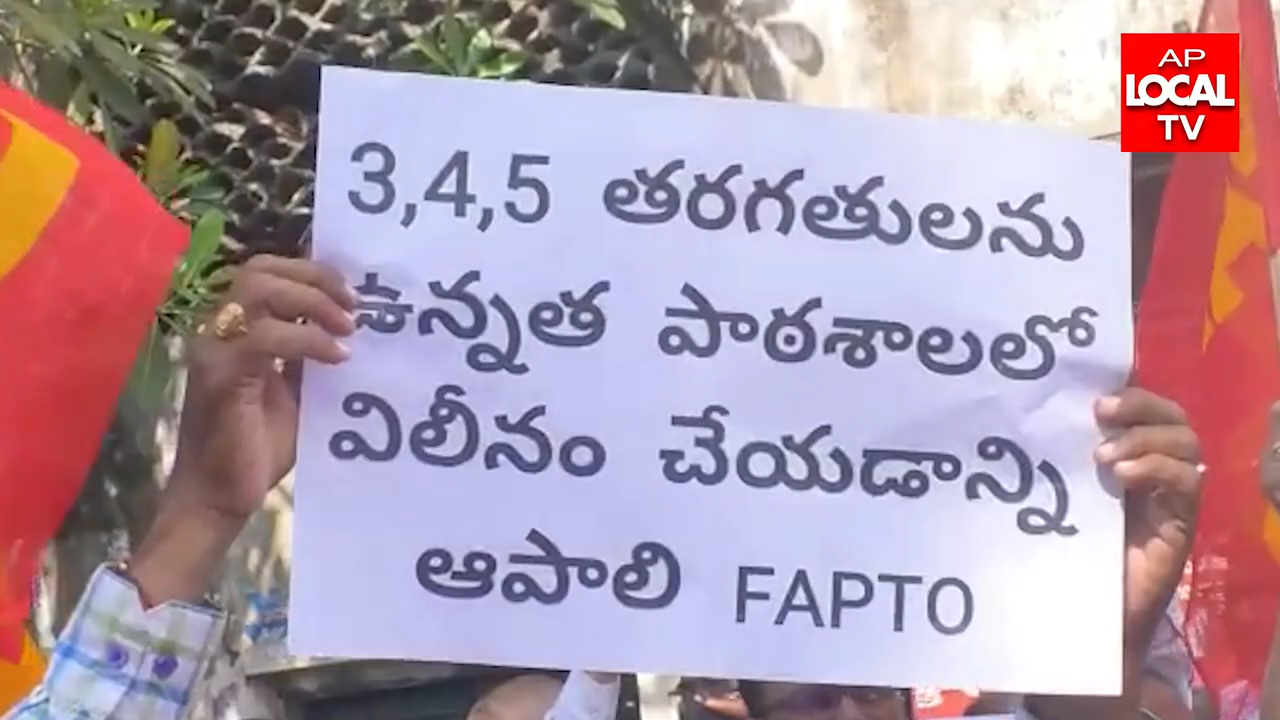 AP
LOCAL
TV
3,4,5 తరగతులను
ఉన్నత పాఠశాలలో
విలీనం చేయడాన్ని
ఆపాలి FAPTO